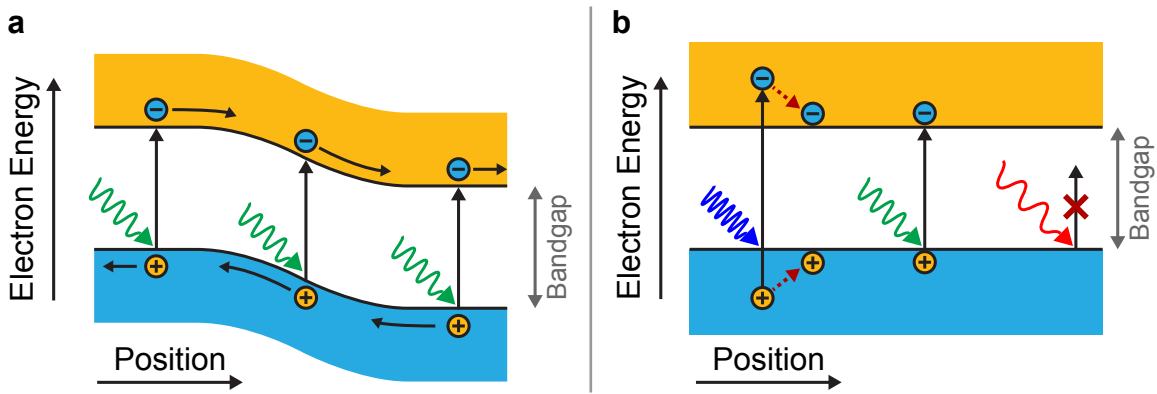 a
Electron Energy
− − −
+ + +
Bandgap
Position
b
Electron Energy
− − −
+ + +
Bandgap
Position